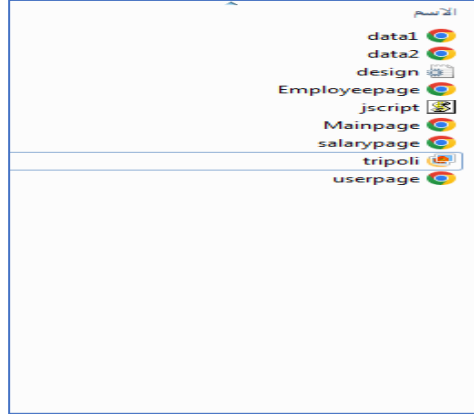 الاسم
data1
data2
design
Employeepage
jscript
Mainpage
salarypage
tripoli
userpage